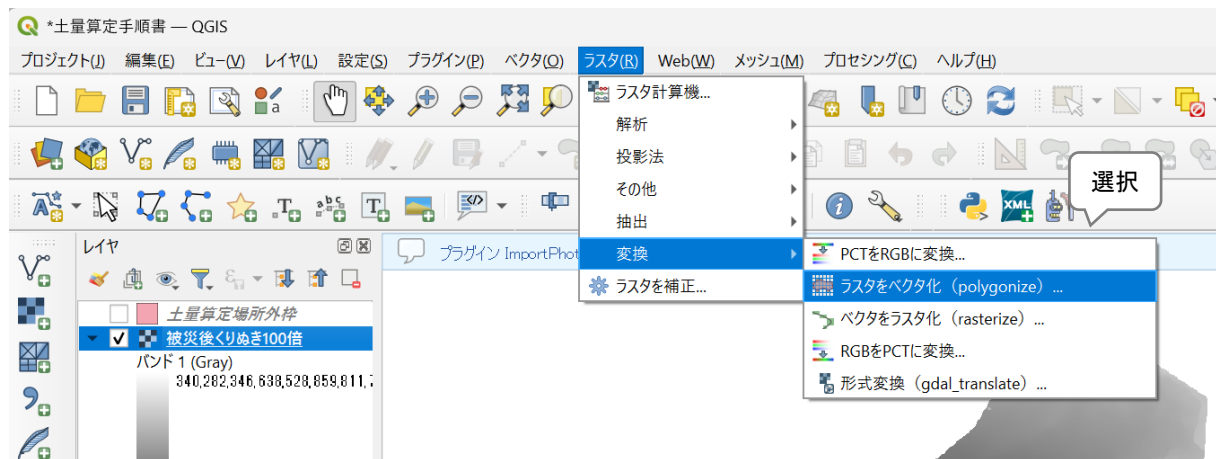 *土量算定手順書 — QGIS
プロジェクト(J) 編集(E) ビュー(V) レイヤ(L) 設定(S) プラグイン(P) ベクタ(O) ラスタ(R) Web(W) メッシュ(M) プロセシング(C) ヘルプ(H)
ラスタ計算機...
解析
投影法
その他
抽出
変換
ラスタを補正...
選択
PCTをRGBに変換...
ラスタをベクタ化（polygonize）...
ベクタをラスタ化（rasterize）...
RGBをPCTに変換...
形式変換（gdal_translate）...
プラグイン ImportPhot
レイヤ
土量算定場所外枠
被災後くりぬき100倍
バンド 1 (Gray)
340,282,346,638,528,859,811,